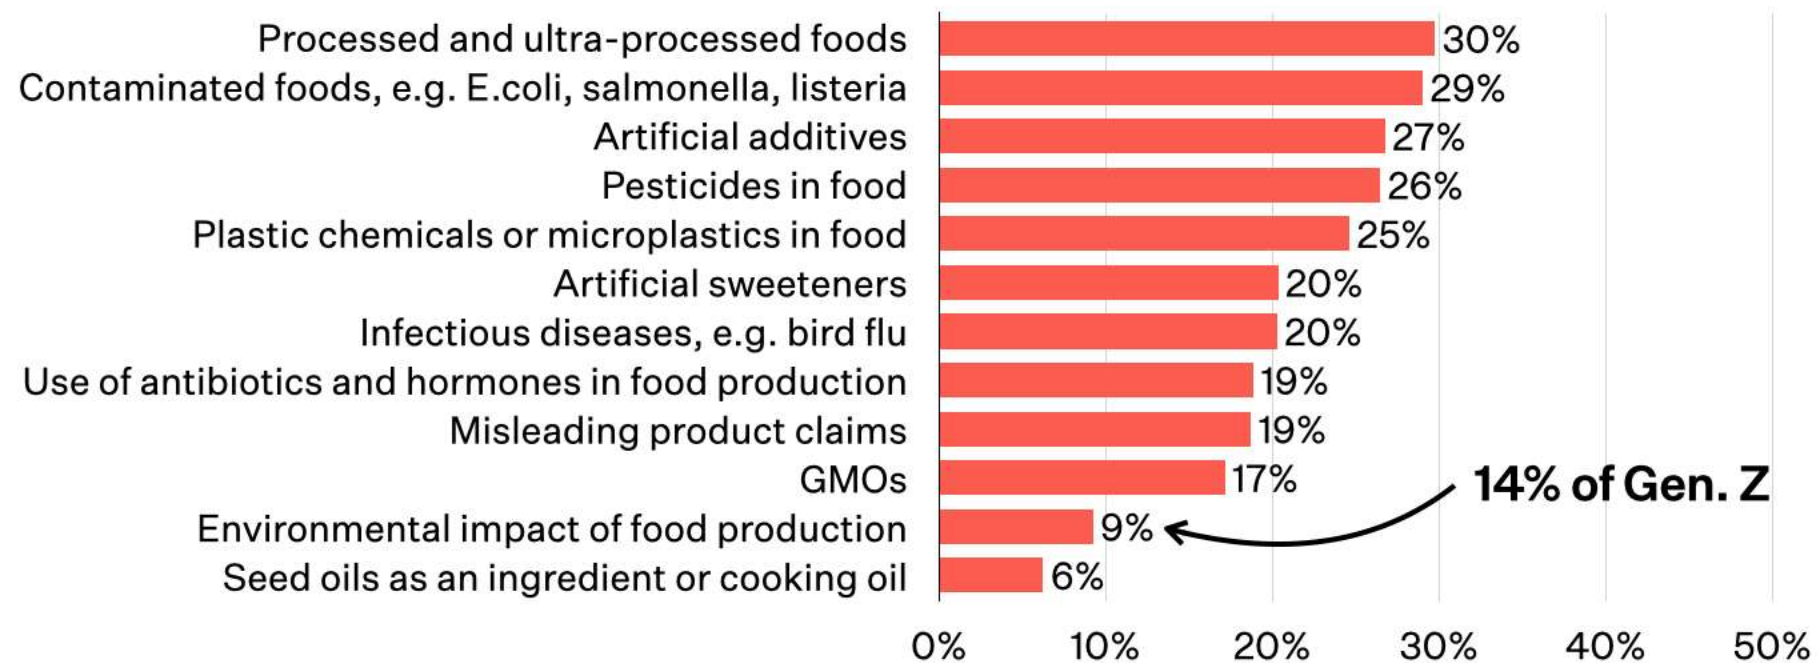 Processed and ultra-processed foods 30%
Contaminated foods, e.g. E.coli, salmonella, listeria 29%
Artificial additives 27%
Pesticides in food 26%
Plastic chemicals or microplastics in food 25%
Artificial sweeteners 20%
Infectious diseases, e.g. bird flu 20%
Use of antibiotics and hormones in food production 19%
Misleading product claims 19%
GMOs 17%
14% of Gen. Z
Environmental impact of food production 9%
Seed oils as an ingredient or cooking oil 6%
0% 10% 20% 30% 40% 50%